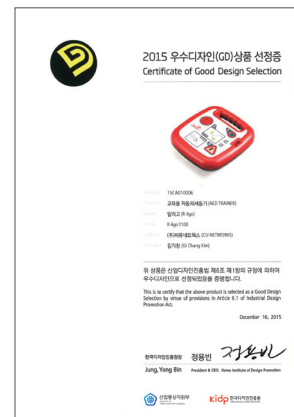 2015 우수디자인(GD)상품 선정증
Certificate of Good Design Selection
15CA010006
교육용 자동제세동기 (AED TRAINER)
알리고 (R-ligo)
R-ligo T100
(주)씨유네트웍스 (CU NETWORKS)
김기창 (Gi Chang Kim)
위 상품은 산업디자인진흥법 제6조 제1항의 규정에 의하여
우수디자인으로 선정되었음을 증명합니다.
This is to certify that the above product is selected as a Good Design
Selection by virtue of provisions in Article 6.1 of Industrial Design
Promotion Act.
December 16, 2015
한국디자인진흥원장 정용빈
Jung, Yong Bin President & CEO. Korea Institute of Design Promotion
산업통상자원부 kidp 한국디자인진흥원